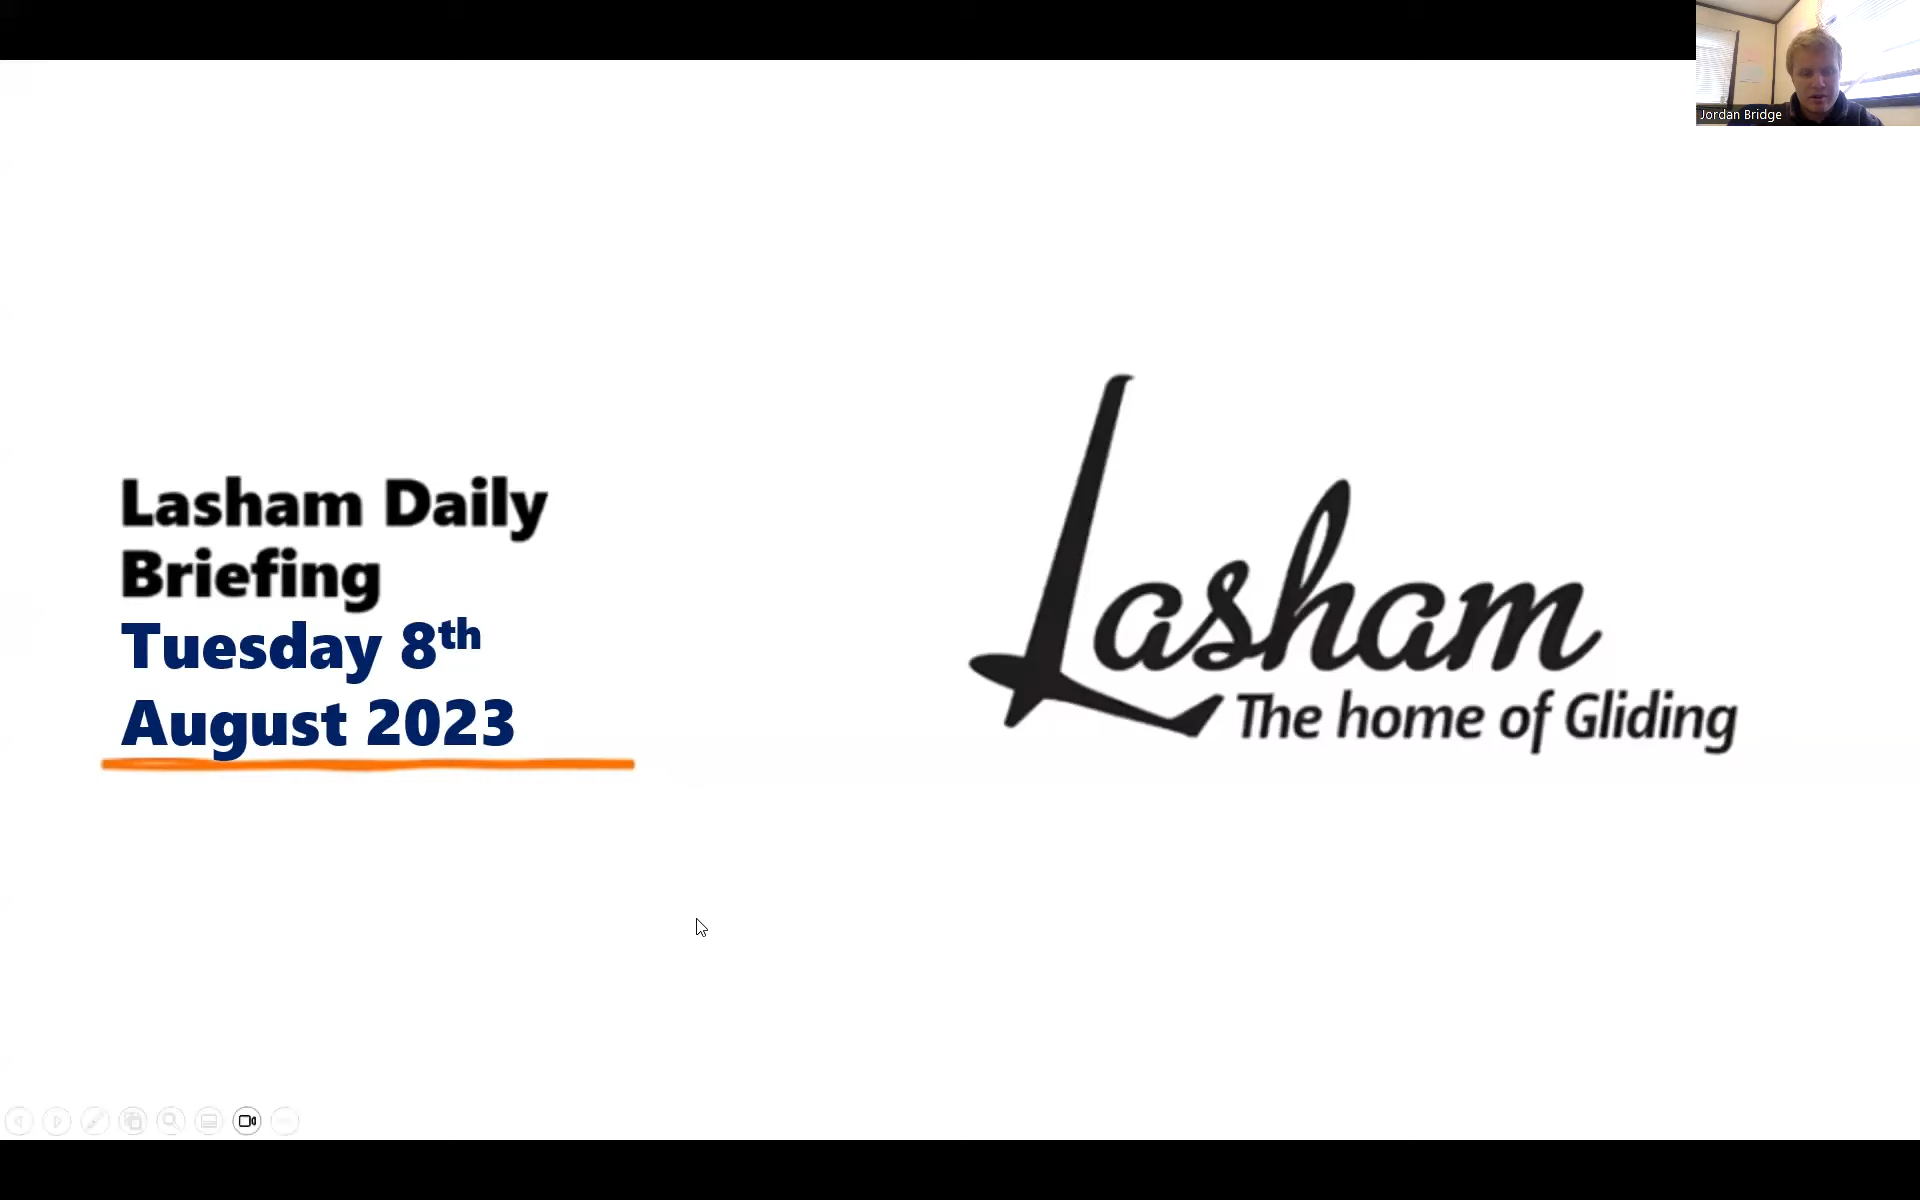 Jordan Bridge
Lasham Daily
Briefing
Tuesday 8th
August 2023
Lasham
The home of Gliding